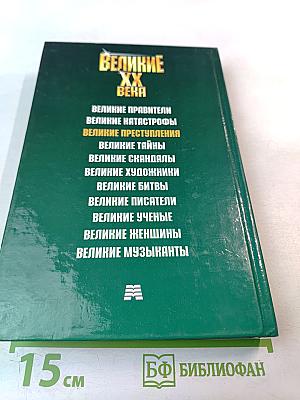 ВЕЛИКИЕ
XX
ВЕКА
ВЕЛИКИЕ ПРАВИТЕЛИ
ВЕЛИКИЕ КАТАСТРОФЫ
ВЕЛИКИЕ ПРЕСТУПЛЕНИЯ
ВЕЛИКИЕ ТАЙНЫ
ВЕЛИКИЕ СКАНДАЛЫ
ВЕЛИКИЕ ХУДОЖНИКИ
ВЕЛИКИЕ БИТВЫ
ВЕЛИКИЕ ПИСАТЕЛИ
ВЕЛИКИЕ УЧЕНЫЕ
ВЕЛИКИЕ ЖЕНЩИНЫ
ВЕЛИКИЕ МУЗЫКАНТЫ
15 см
БФ БИБЛИОФАН